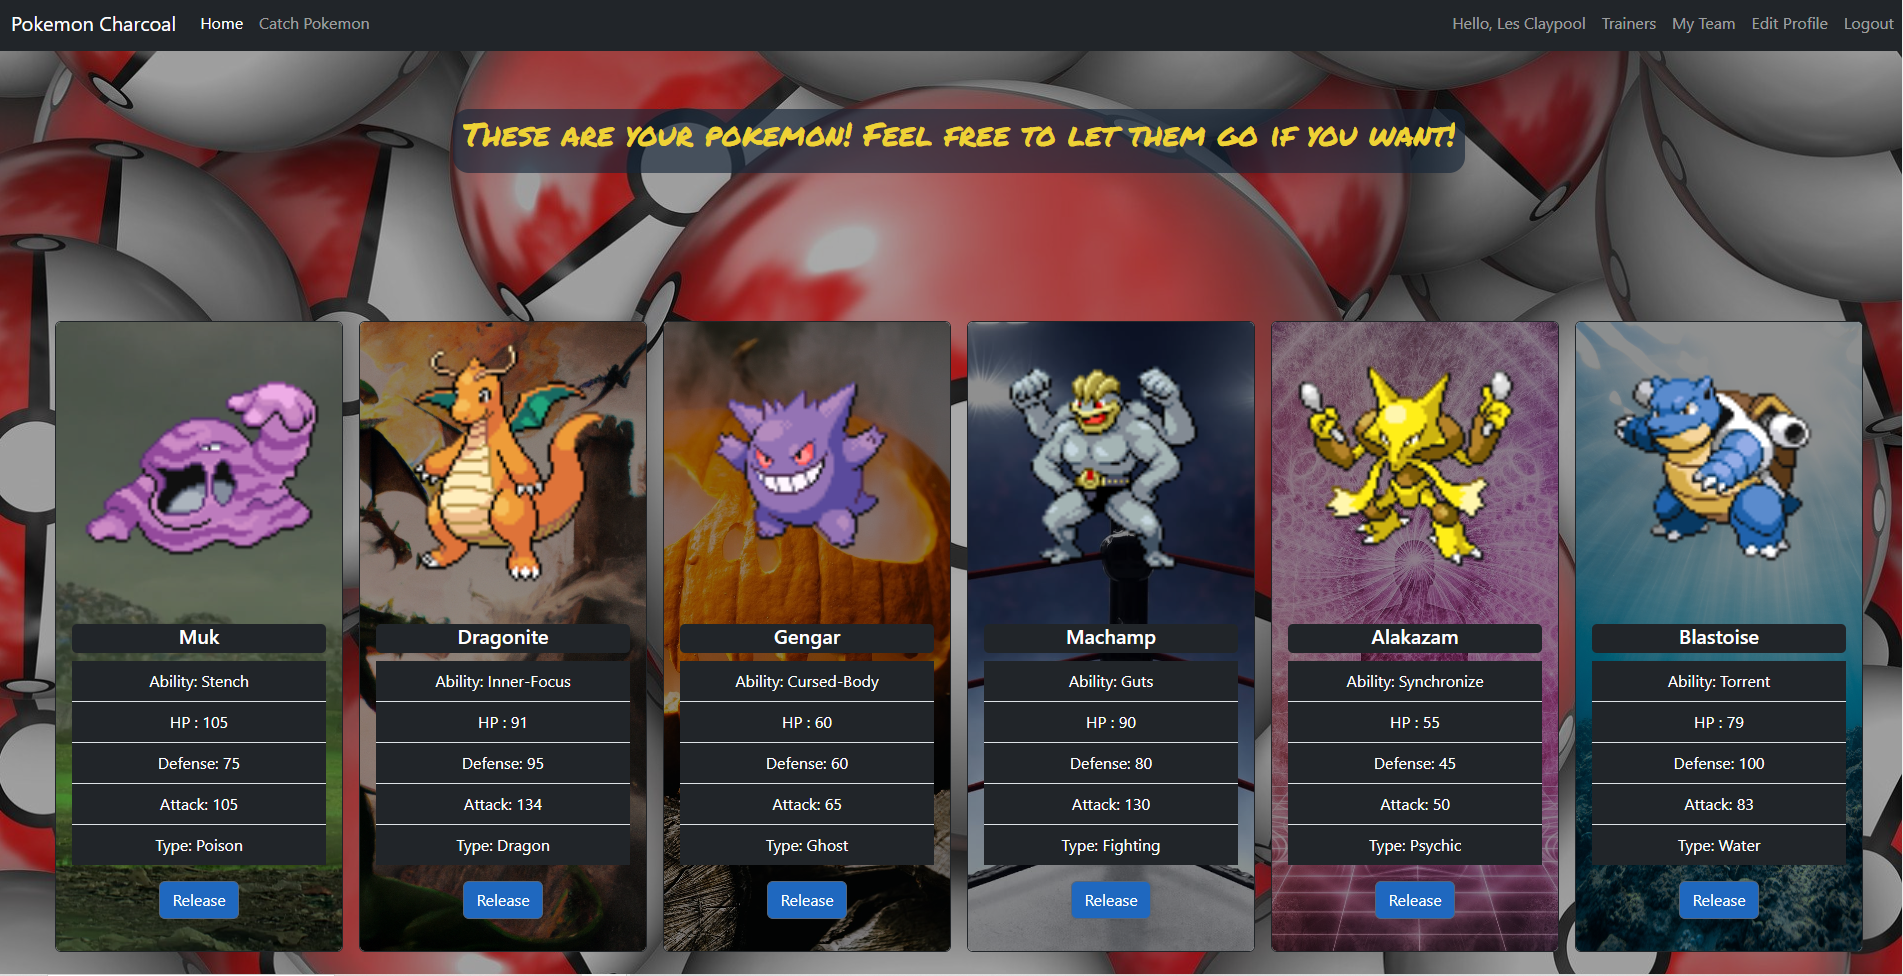 Pokemon Charcoal Home Catch Pokemon Hello, Les Claypool Trainers My Team Edit Profile Logout
These are your pokemon! Feel free to let them go if you want!
Muk
Ability: Stench
HP : 105
Defense: 75
Attack: 105
Type: Poison
Release
Dragonite
Ability: Inner-Focus
HP : 91
Defense: 95
Attack: 134
Type: Dragon
Release
Gengar
Ability: Cursed-Body
HP : 60
Defense: 60
Attack: 65
Type: Ghost
Release
Machamp
Ability: Guts
HP : 90
Defense: 80
Attack: 130
Type: Fighting
Release
Alakazam
Ability: Synchronize
HP : 55
Defense: 45
Attack: 50
Type: Psychic
Release
Blastoise
Ability: Torrent
HP : 79
Defense: 100
Attack: 83
Type: Water
Release